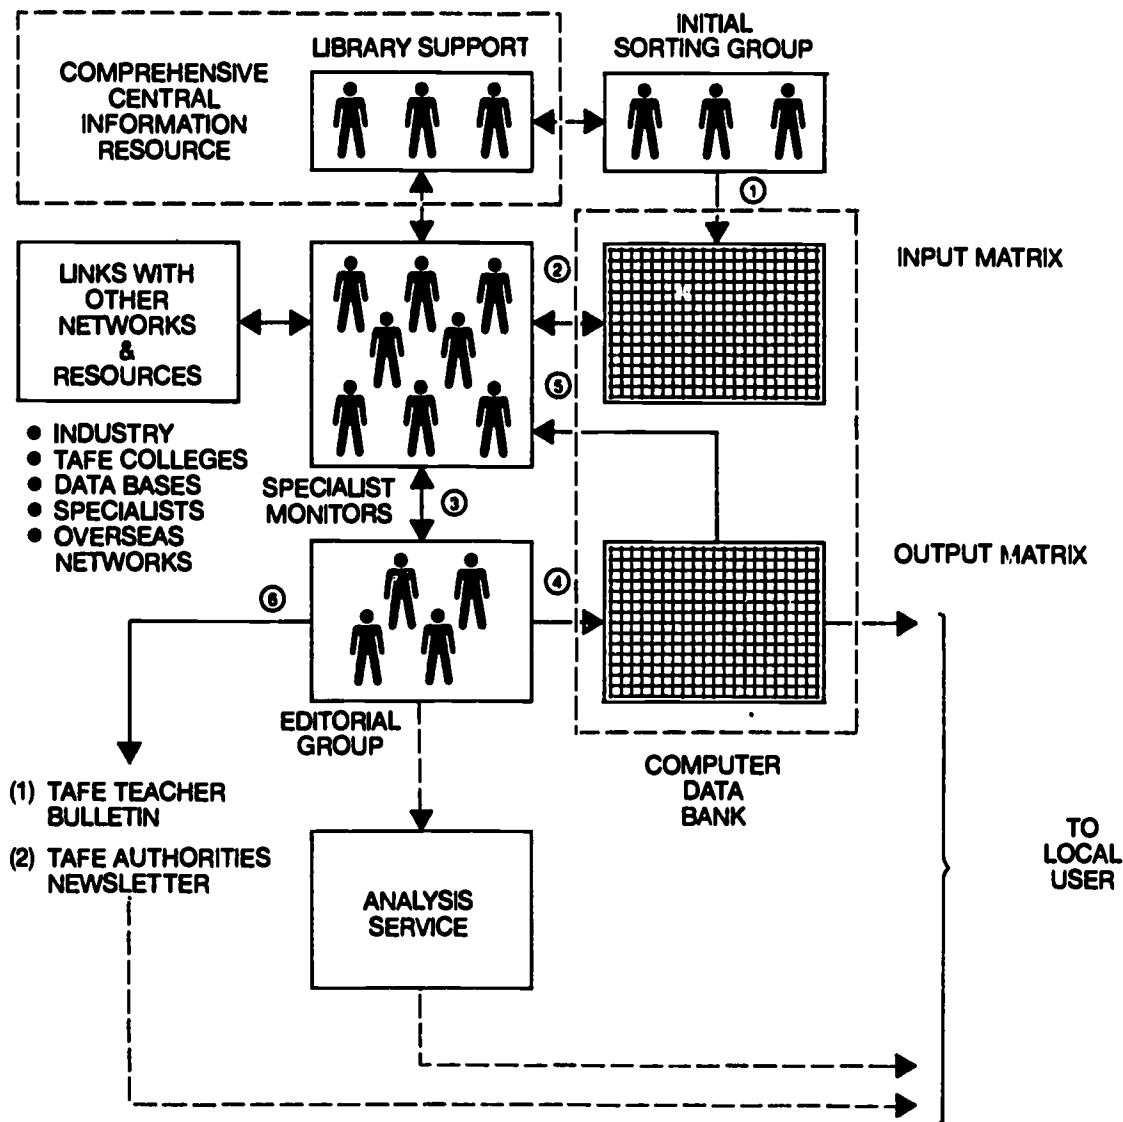 COMPREHENSIVE
CENTRAL
INFORMATION
RESOURCE
LIBRARY SUPPORT
INITIAL
SORTING GROUP
①
LINKS WITH
OTHER
NETWORKS
&
RESOURCES
②
⑤
INPUT MATRIX
● INDUSTRY
● TAFE COLLEGES
● DATA BASES
● SPECIALISTS
● OVERSEAS
NETWORKS
SPECIALIST
MONITORS
③
④
⑥
OUTPUT MATRIX
EDITORIAL
GROUP
COMPUTER
DATA
BANK
(1) TAFE TEACHER
BULLETIN
(2) TAFE AUTHORITIES
NEWSLETTER
ANALYSIS
SERVICE
TO
LOCAL
USER